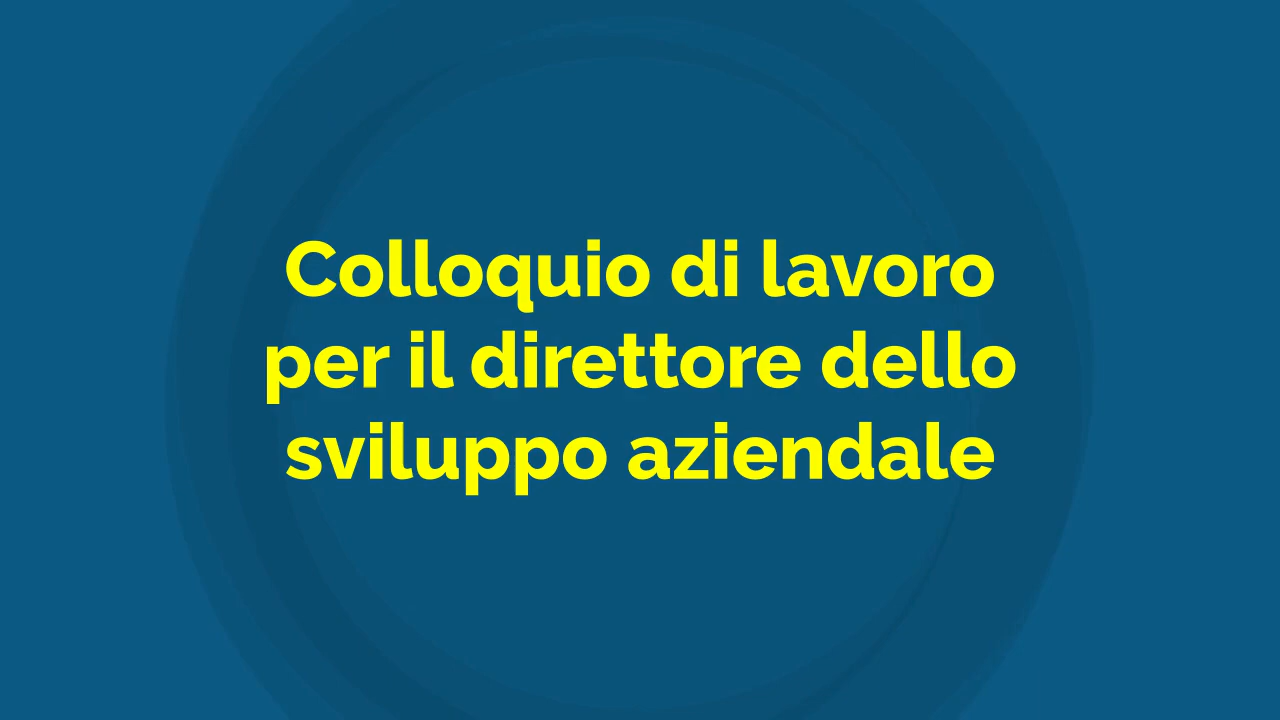 Colloquio di lavoro
per il direttore dello
sviluppo aziendale